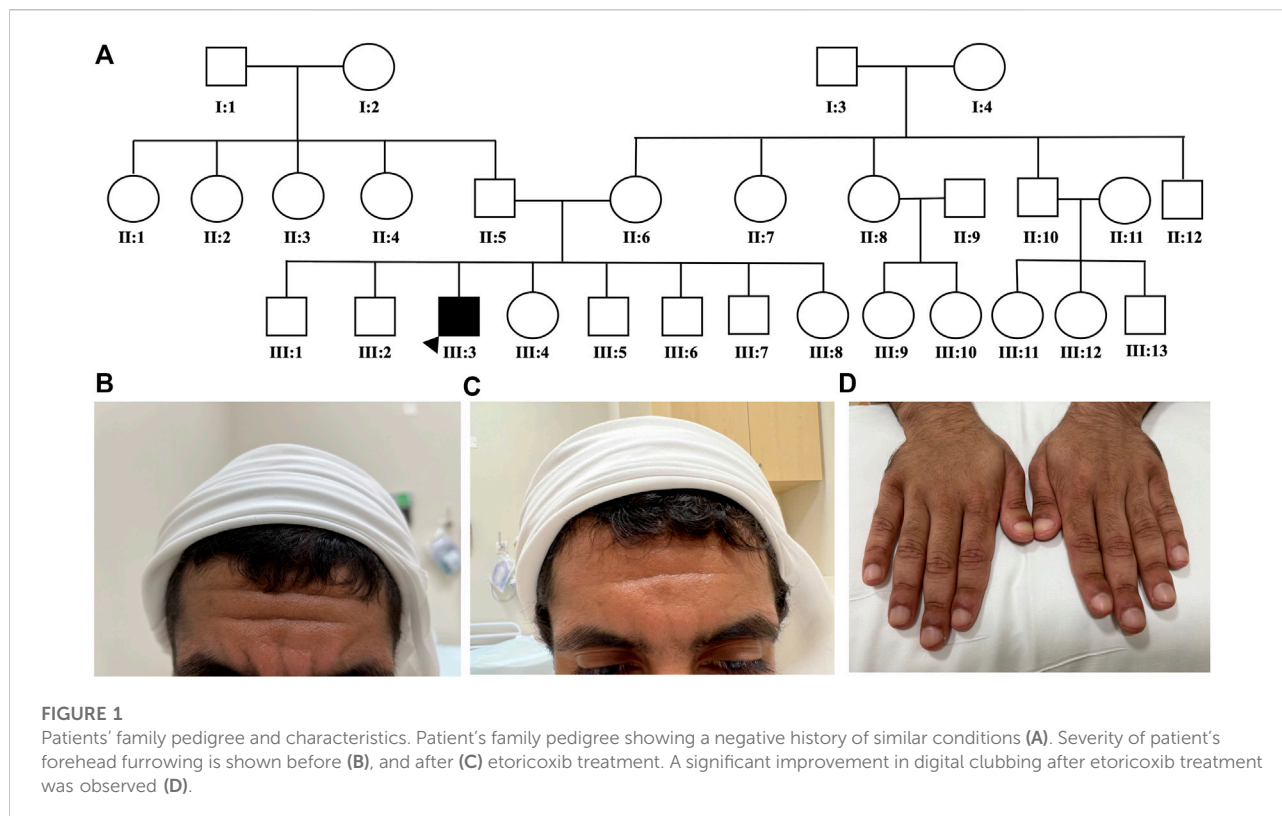 A
I:1 I:2 I:3 I:4
II:1 II:2 II:3 II:4 II:5 II:6 II:7 II:8 II:9 II:10 II:11 II:12
III:1 III:2 III:3 III:4 III:5 III:6 III:7 III:8 III:9 III:10 III:11 III:12 III:13
B C D
FIGURE 1
Patients’ family pedigree and characteristics. Patient’s family pedigree showing a negative history of similar conditions (A). Severity of patient’s
forehead furrowing is shown before (B), and after (C) etoricoxib treatment. A significant improvement in digital clubbing after etoricoxib treatment
was observed (D).